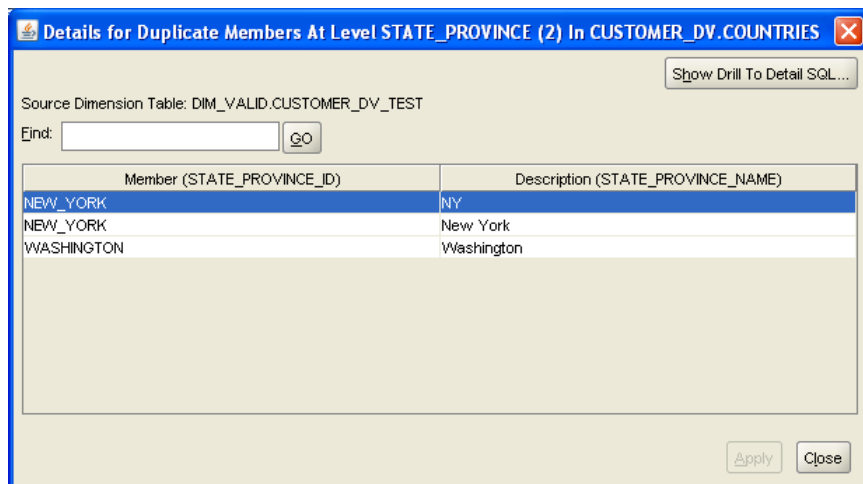 Details for Duplicate Members At Level STATE_PROVINCE (2) In CUSTOMER_DV.COUNTRIES
Show Drill To Detail SQL...
Source Dimension Table: DIM_VALID.CUSTOMER_DV_TEST
Find: GO
Member (STATE_PROVINCE_ID) Description (STATE_PROVINCE_NAME)
NEW_YORK NY
NEW_YORK New York
WASHINGTON Washington
Apply Close